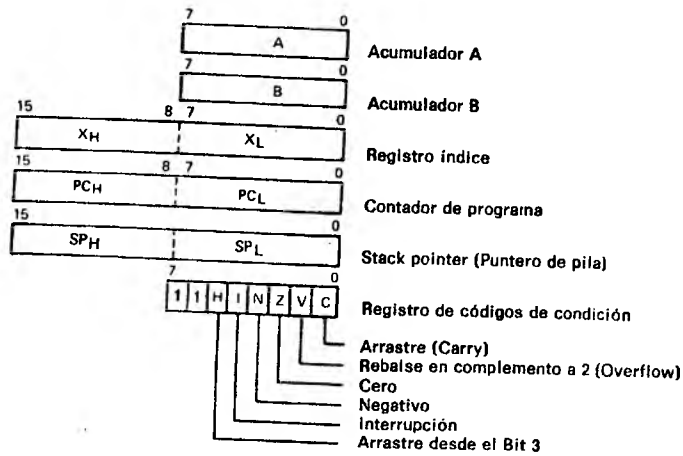 7 0
A Acumulador A
7 0
B Acumulador B
15 8 7 0
XH XL Registro índice
15 8 7 0
PCH PCL Contador de programa
15 0
SPH SPL Stack pointer (Puntero de pila)
7 0
1 1 H I N Z V C Registro de códigos de condición
Arrastre (Carry)
Rebalse en complemento a 2 (Overflow)
Cero
Negativo
Interrupción
Arrastre desde el Bit 3